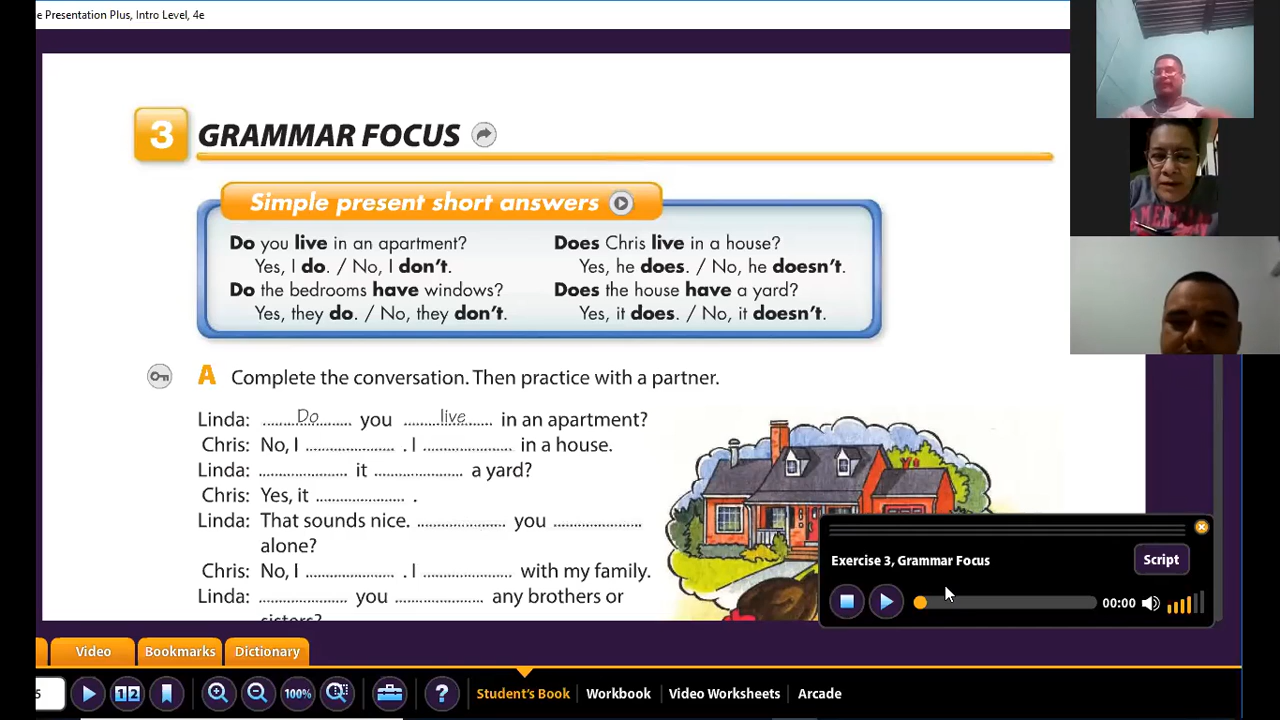 e Presentation Plus, Intro Level, 4e
3 GRAMMAR FOCUS
Simple present short answers
Do you live in an apartment?
Yes, I do. / No, I don't.
Do the bedrooms have windows?
Yes, they do. / No, they don't.
Does Chris live in a house?
Yes, he does. / No, he doesn't.
Does the house have a yard?
Yes, it does. / No, it doesn't.
A Complete the conversation. Then practice with a partner.
Linda: Do you live in an apartment?
Chris: No, I .................... . I .................... in a house.
Linda: .................... it .................... a yard?
Chris: Yes, it .................... .
Linda: That sounds nice. .................... you ....................
alone?
Chris: No, I .................... . I .................... with my family.
Linda: .................... you .................... any brothers or
sisters?
Exercise 3, Grammar Focus
Script
00:00
Video Bookmarks Dictionary
5 12 100% ? Student's Book Workbook Video Worksheets Arcade